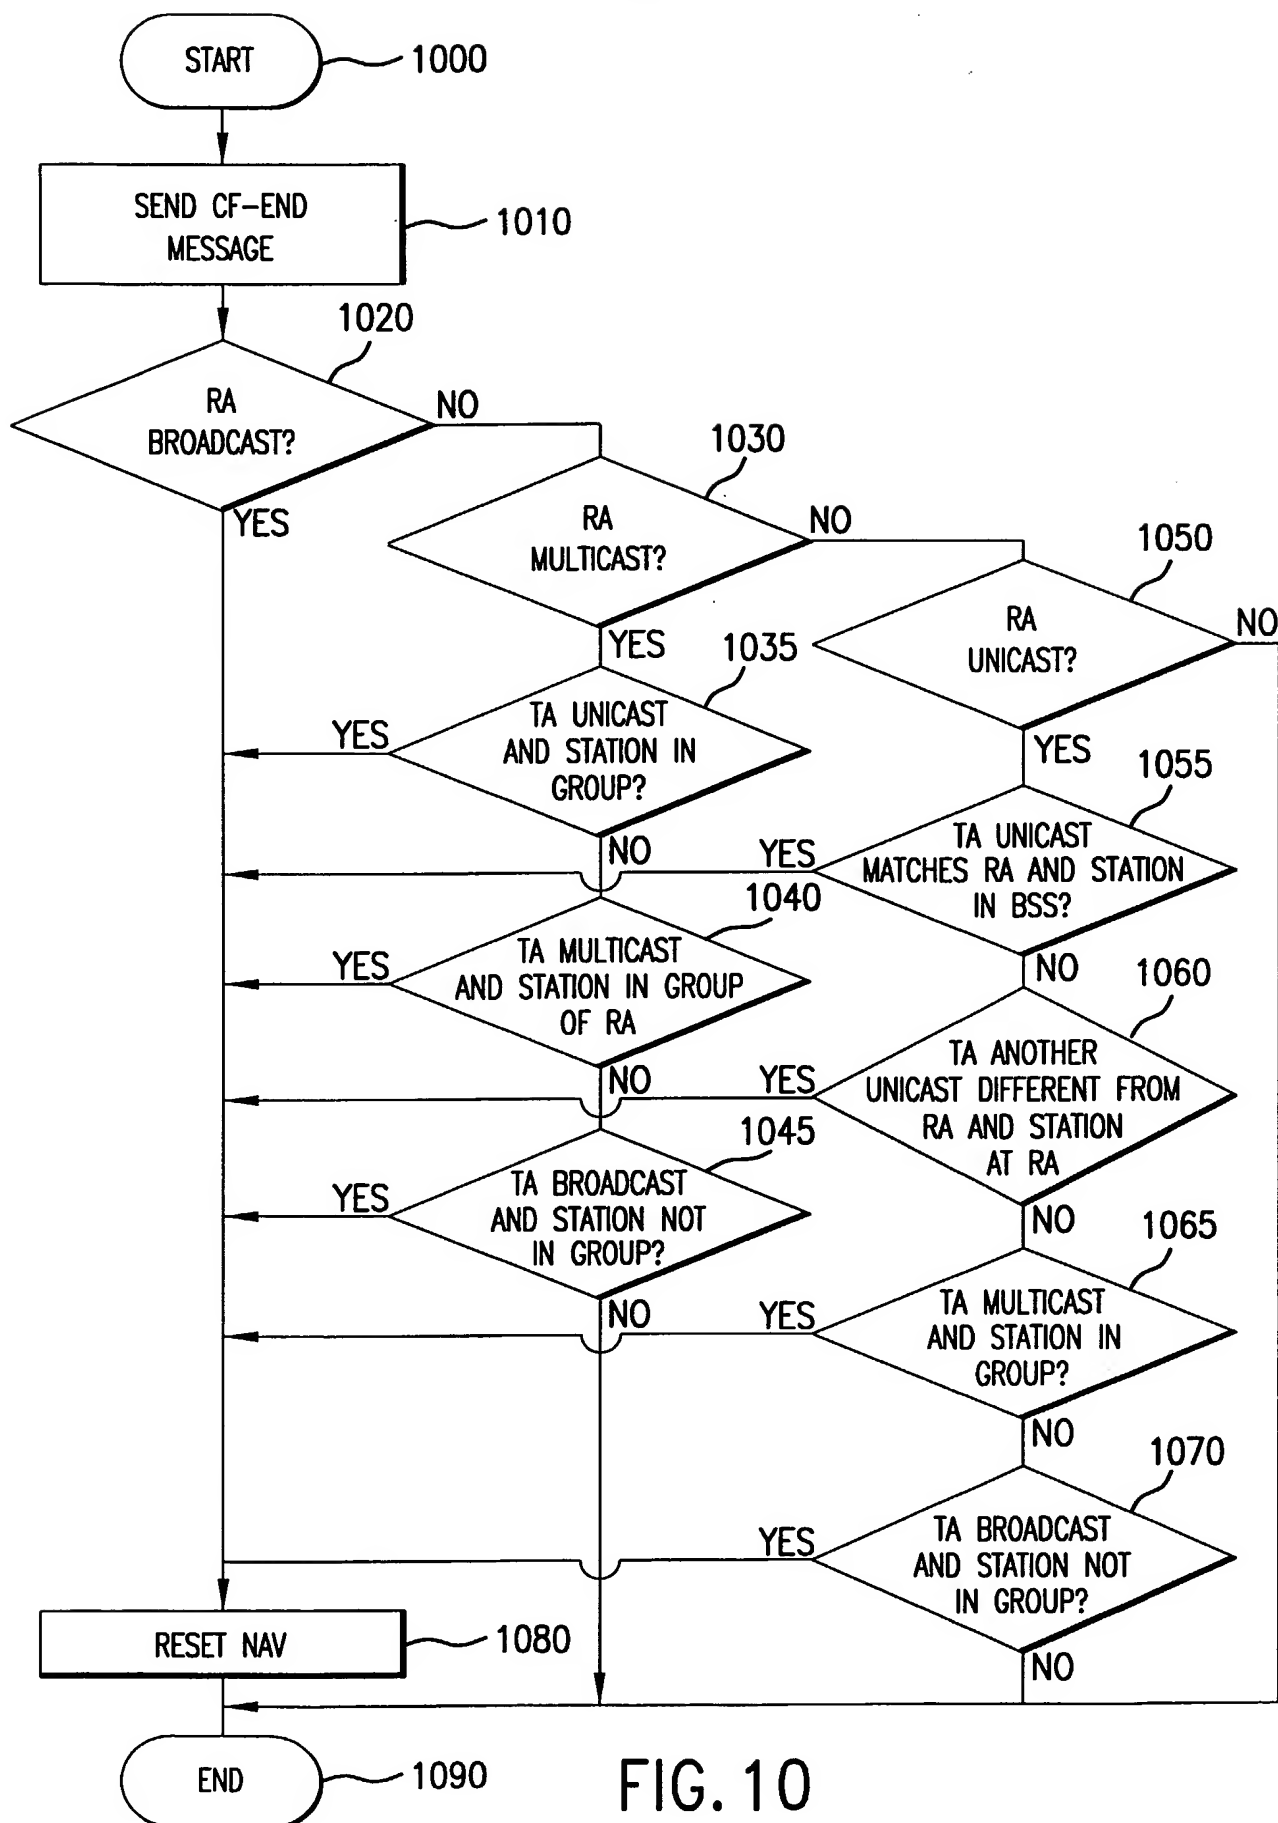 START
1000
SEND CF-END
MESSAGE
1010
1020
RA
BROADCAST?
NO
YES
1030
RA
MULTICAST?
NO
YES
1050
RA
UNICAST?
NO
YES
1035
TA UNICAST
AND STATION IN
GROUP?
YES
NO
1055
TA UNICAST
MATCHES RA AND STATION
IN BSS?
YES
NO
1040
TA MULTICAST
AND STATION IN GROUP
OF RA
YES
NO
1060
TA ANOTHER
UNICAST DIFFERENT FROM
RA AND STATION
AT RA
YES
NO
1045
TA BROADCAST
AND STATION NOT
IN GROUP?
YES
NO
1065
TA MULTICAST
AND STATION IN
GROUP?
YES
NO
1070
TA BROADCAST
AND STATION NOT
IN GROUP?
YES
NO
RESET NAV
1080
END
1090
FIG. 10